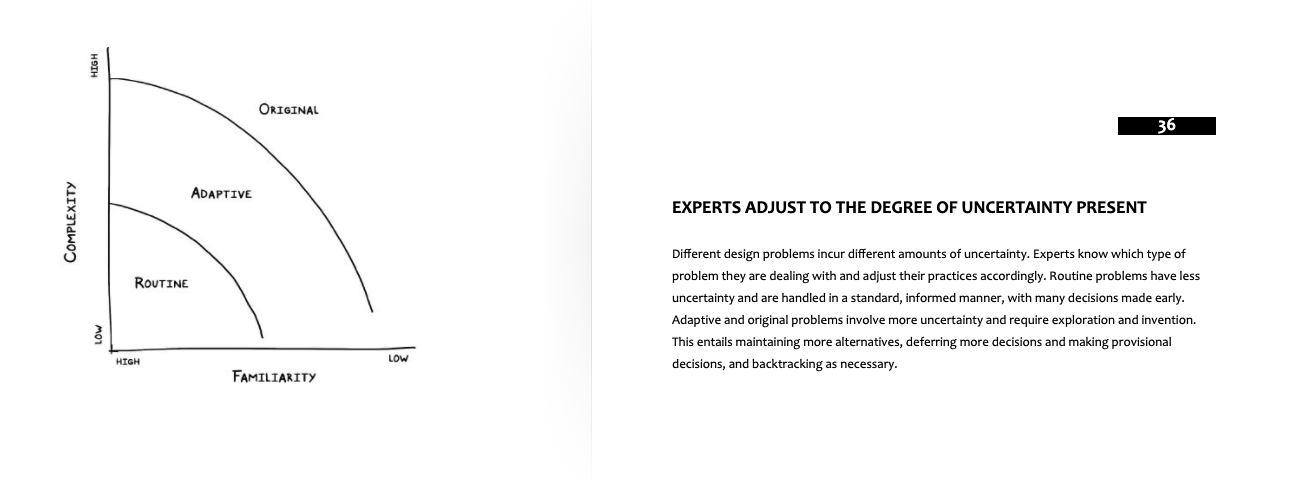 HIGH
ORIGINAL
ADAPTIVE
COMPLEXITY
ROUTINE
LOW
HIGH
LOW
FAMILIARITY
36
EXPERTS ADJUST TO THE DEGREE OF UNCERTAINTY PRESENT
Different design problems incur different amounts of uncertainty. Experts know which type of
problem they are dealing with and adjust their practices accordingly. Routine problems have less
uncertainty and are handled in a standard, informed manner, with many decisions made early.
Adaptive and original problems involve more uncertainty and require exploration and invention.
This entails maintaining more alternatives, deferring more decisions and making provisional
decisions, and backtracking as necessary.